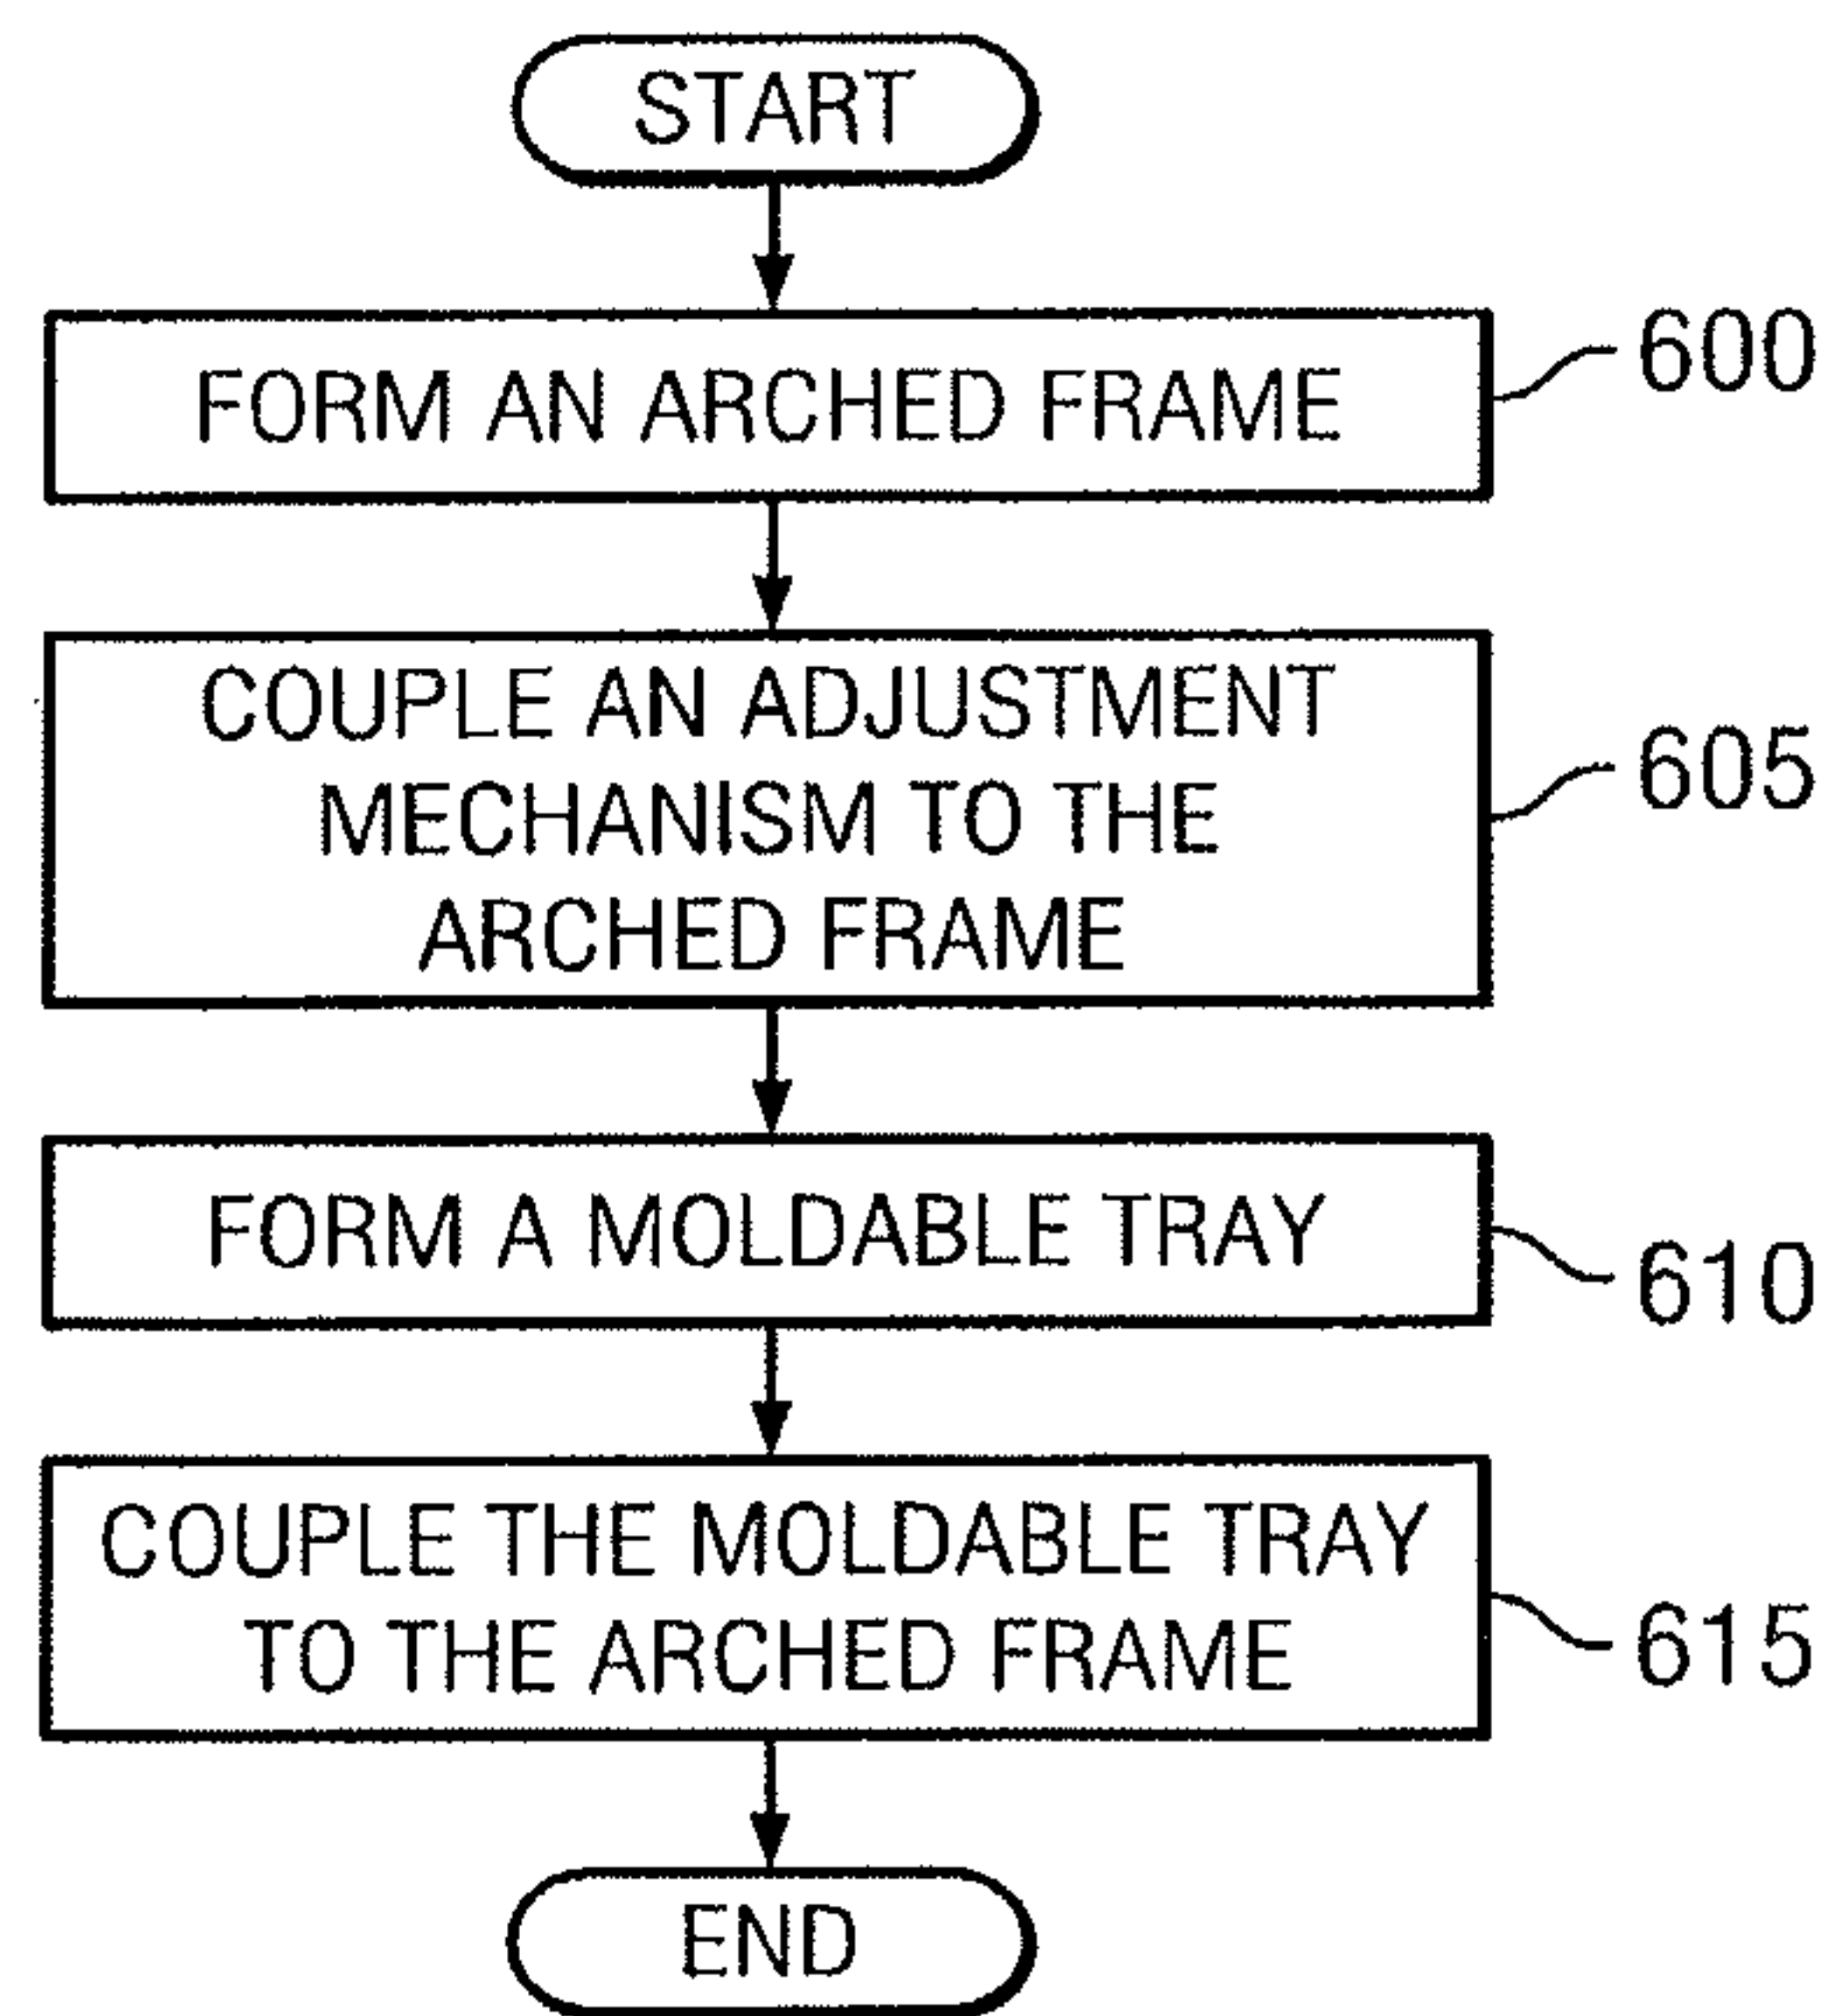 START
FORM AN ARCHED FRAME
600
COUPLE AN ADJUSTMENT
MECHANISM TO THE
ARCHED FRAME
605
FORM A MOLDABLE TRAY
610
COUPLE THE MOLDABLE TRAY
TO THE ARCHED FRAME
615
END